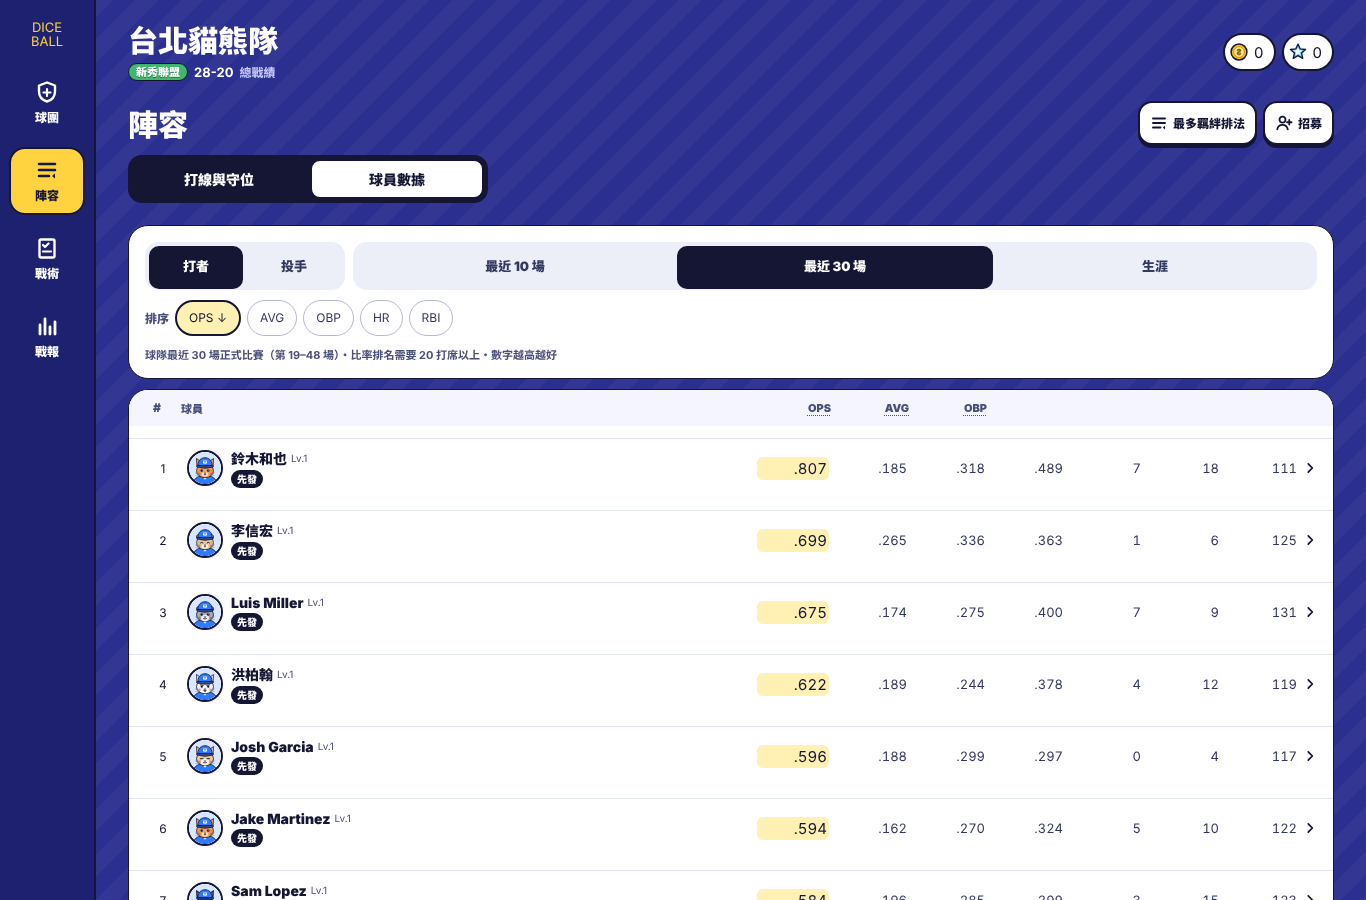 DICE
BALL
球團
陣容
戰術
戰報
台北貓熊隊
新秀聯盟 28-20 總戰績
0 0
陣容
最多羈絆排法 招募
打線與守位 球員數據
打者 投手 最近 10 場 最近 30 場 生涯
排序 OPS ↓ AVG OBP HR RBI
球隊最近 30 場正式比賽（第 19–48 場）・比率排名需要 20 打席以上・數字越高越好
# 球員 OPS AVG OBP
1 鈴木和也 Lv.1 .807 .185 .318 .489 7 18 111
先發
2 李信宏 Lv.1 .699 .265 .336 .363 1 6 125
先發
3 Luis Miller Lv.1 .675 .174 .275 .400 7 9 131
先發
4 洪柏翰 Lv.1 .622 .189 .244 .378 4 12 119
先發
5 Josh Garcia Lv.1 .596 .188 .299 .297 0 4 117
先發
6 Jake Martinez Lv.1 .594 .162 .270 .324 5 10 122
先發
Sam Lopez Lv.1